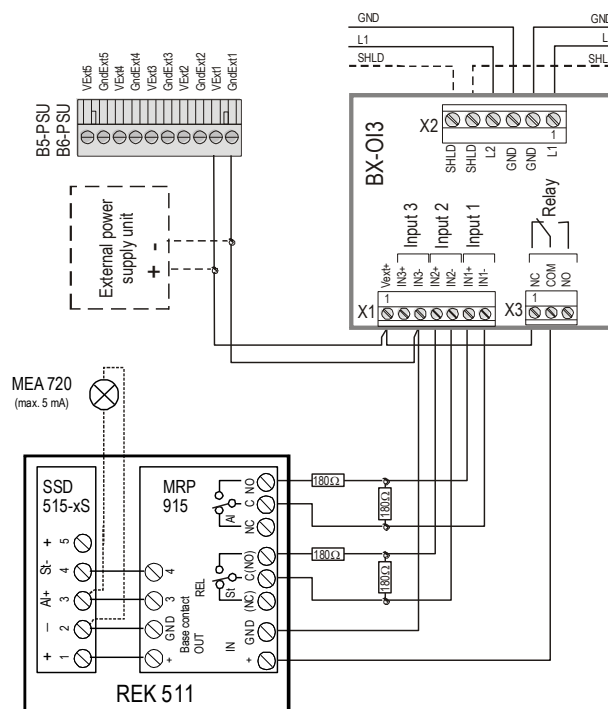 GND
GND
L1
L
SHLD
SHL
VExt5
GndExt5
VExt4
GndExt4
VExt3
GndExt3
VExt2
GndExt2
VExt1
GndExt1
B5-PSU
B6-PSU
BX-OI3
X2
1
SHLD
SHLD
L2
GND
GND
L1
External power
supply unit
+ -
Input 3
Input 2
Input 1
Relay
Vext+
IN3+
IN3-
IN2+
IN2-
IN1+
IN1-
NC
COM
NO
X1
1
X3
1
MEA 720
(max. 5 mA)
SSD
515-xS
MRP
915
NO
C
NC
Al
180Ω
180Ω
+ 5
St- 4
Al+ 3
– 2
+ 1
4
3
GND
+
Base contact
OUT
REL
St
(NO)
C
(NC)
180Ω
180Ω
IN
GND
+
REK 511